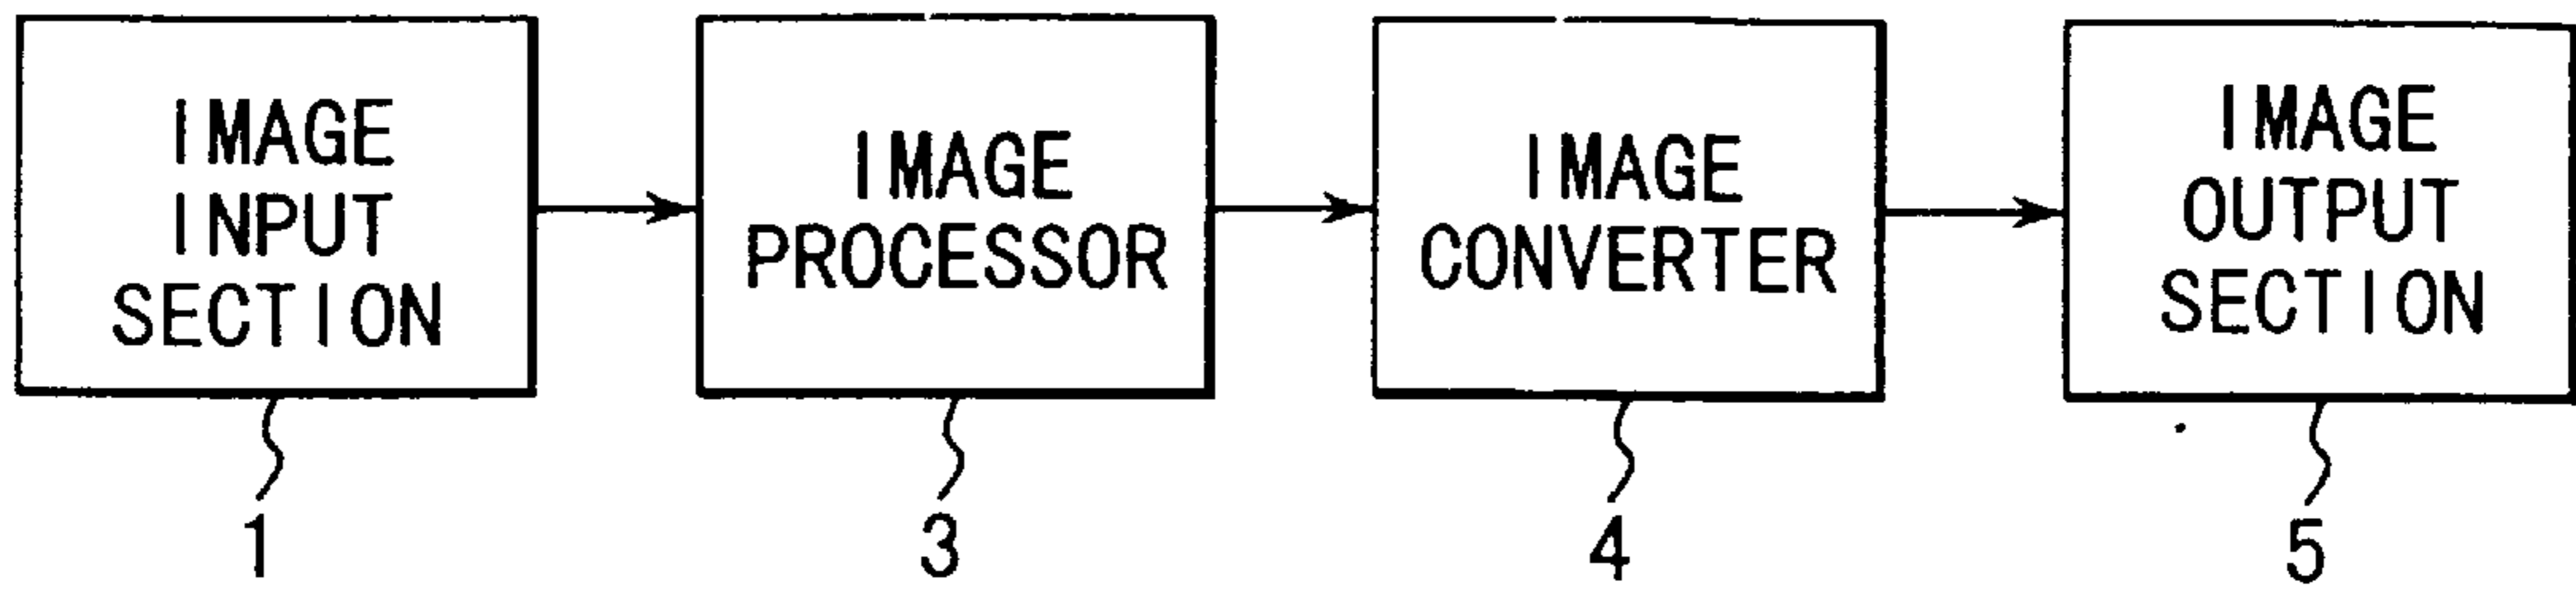 IMAGE
INPUT
SECTION
IMAGE
PROCESSOR
IMAGE
CONVERTER
IMAGE
OUTPUT
SECTION
1
3
4
5